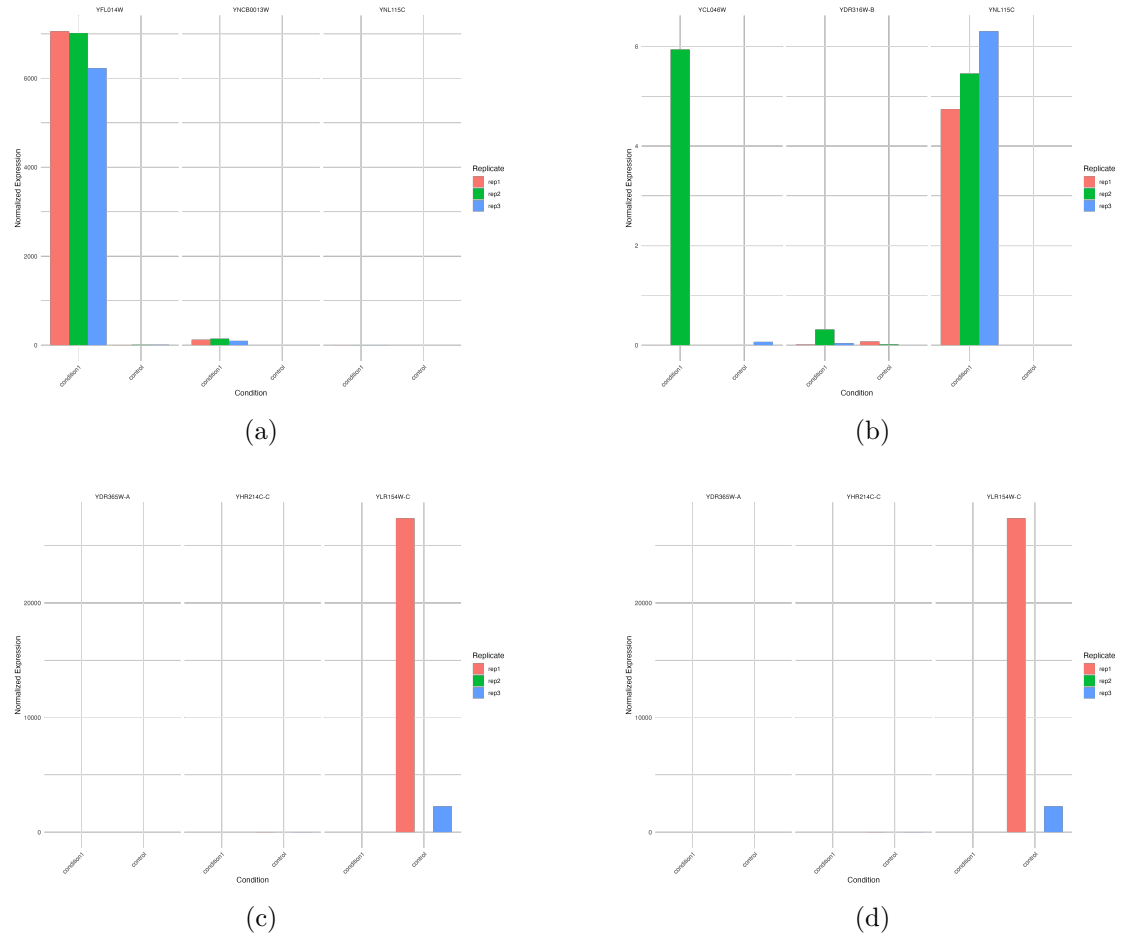 YFL014W YNCB0013W YNL115C
Normalized Expression
6000
4000
2000
0
condition1 control condition1 control condition1 control
Condition
Replicate
rep1
rep2
rep3
(a)
YCL046W YDR316W-B YNL115C
Normalized Expression
6
4
2
0
condition1 control condition1 control condition1 control
Condition
Replicate
rep1
rep2
rep3
(b)
YDR365W-A YHR214C-C YLR154W-C
Normalized Expression
20000
10000
0
condition1 control condition1 control condition1 control
Condition
Replicate
rep1
rep2
rep3
(c)
YDR365W-A YHR214C-C YLR154W-C
Normalized Expression
20000
10000
0
condition1 control condition1 control condition1 control
Condition
Replicate
rep1
rep2
rep3
(d)